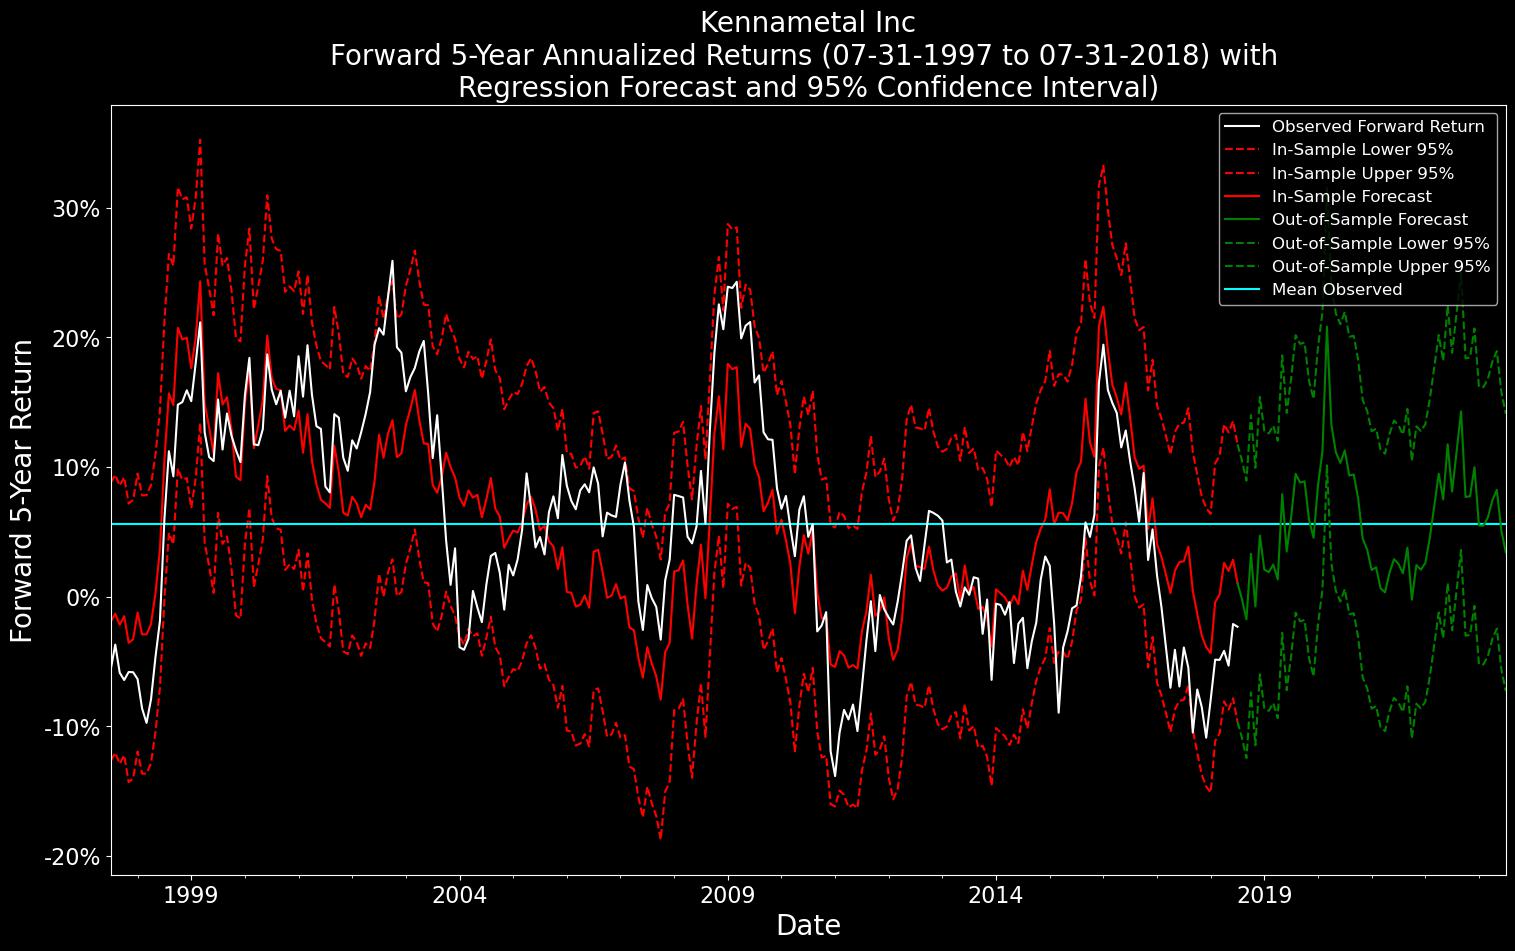 Kennametal Inc
Forward 5-Year Annualized Returns (07-31-1997 to 07-31-2018) with
Regression Forecast and 95% Confidence Interval)
Forward 5-Year Return
30%
20%
10%
0%
-10%
-20%
Observed Forward Return
In-Sample Lower 95%
In-Sample Upper 95%
In-Sample Forecast
Out-of-Sample Forecast
Out-of-Sample Lower 95%
Out-of-Sample Upper 95%
Mean Observed
1999
2004
2009
2014
2019
Date